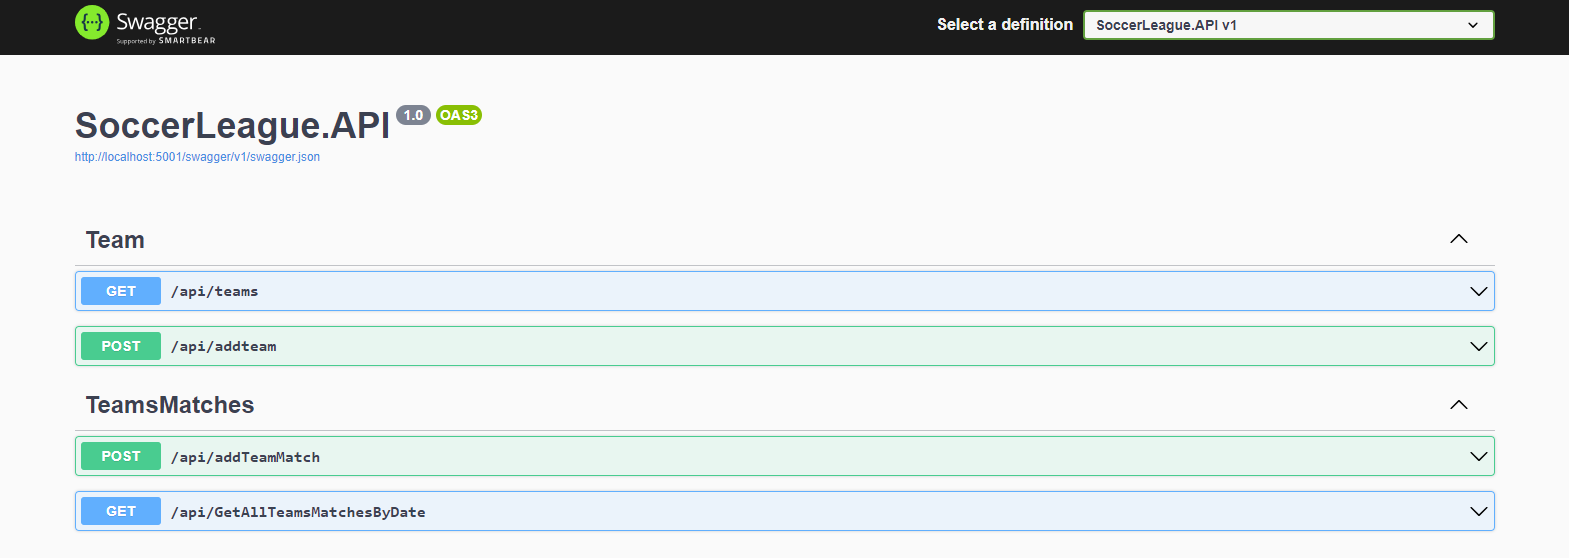 {···} Swagger.
Supported by SMARTBEAR
Select a definition
SoccerLeague.API v1
SoccerLeague.API 1.0 OAS3
http://localhost:5001/swagger/v1/swagger.json
Team
GET /api/teams
POST /api/addteam
TeamsMatches
POST /api/addTeamMatch
GET /api/GetAllTeamsMatchesByDate